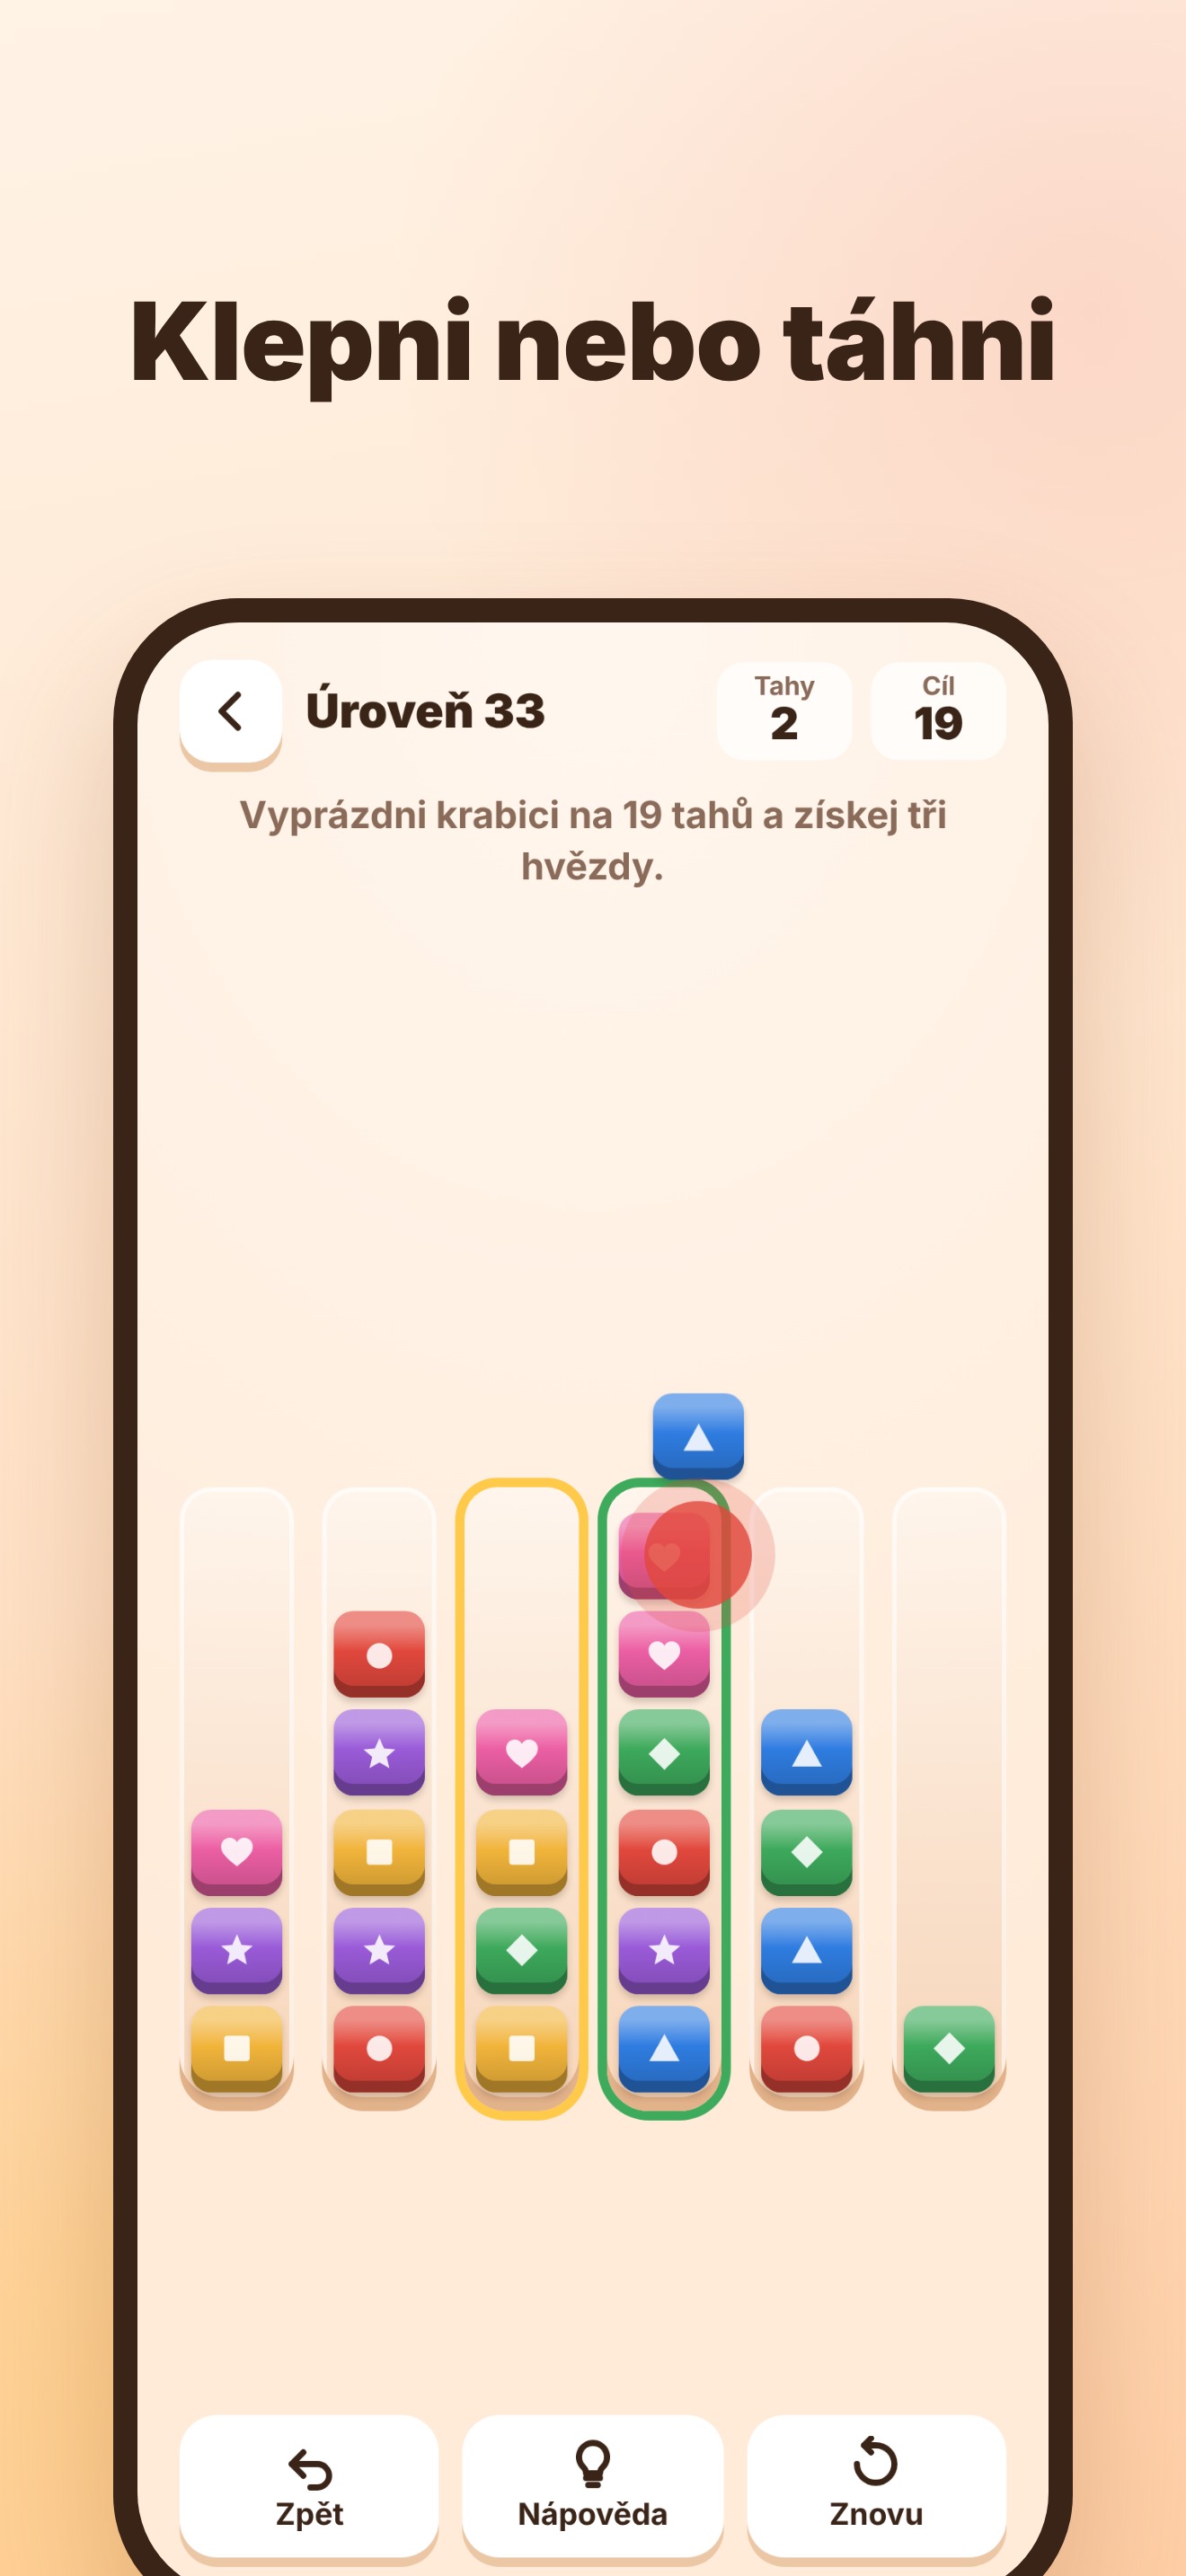 Klepni nebo táhni
Úroveň 33
Tahy
2
Cíl
19
Vyprázdni krabici na 19 tahů a získej tři
hvězdy.
Zpět
Nápověda
Znovu